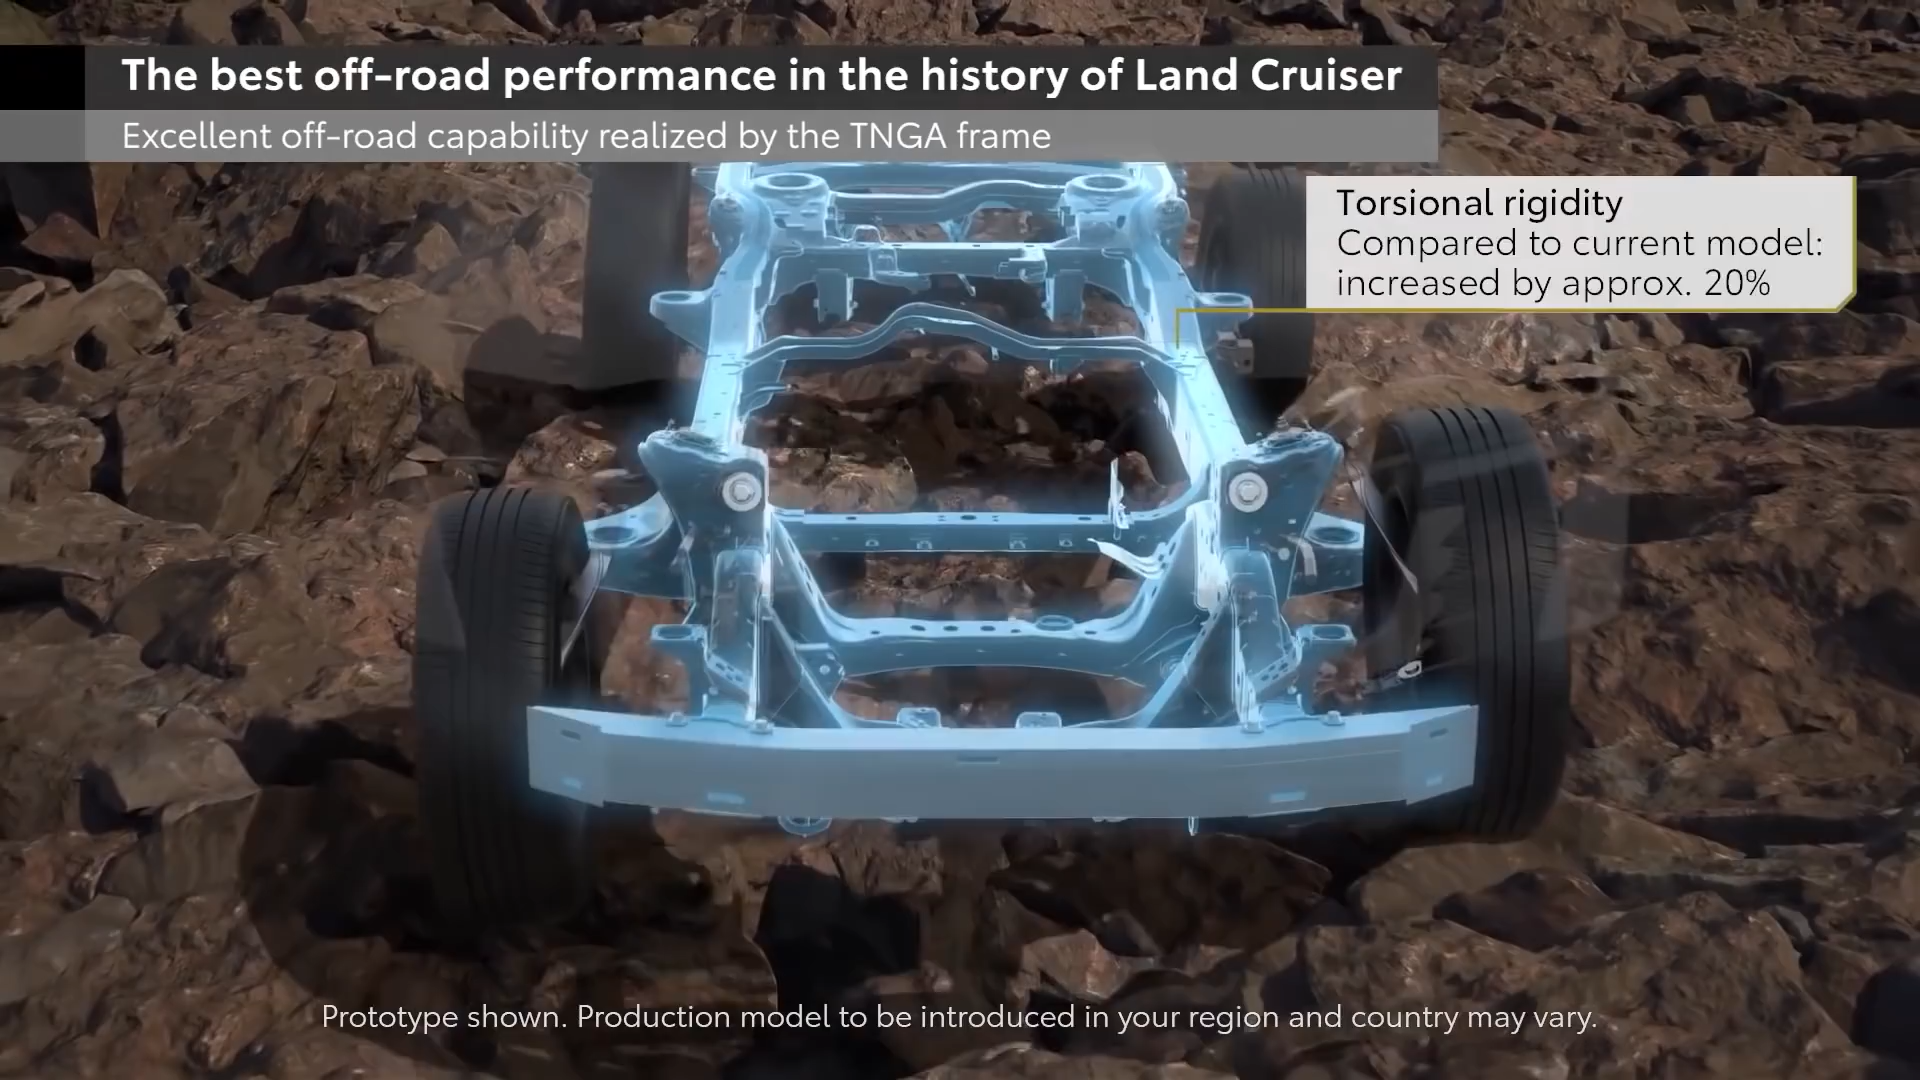 The best off-road performance in the history of Land Cruiser
Excellent off-road capability realized by the TNGA frame
Torsional rigidity
Compared to current model:
increased by approx. 20%
Prototype shown. Production model to be introduced in your region and country may vary.